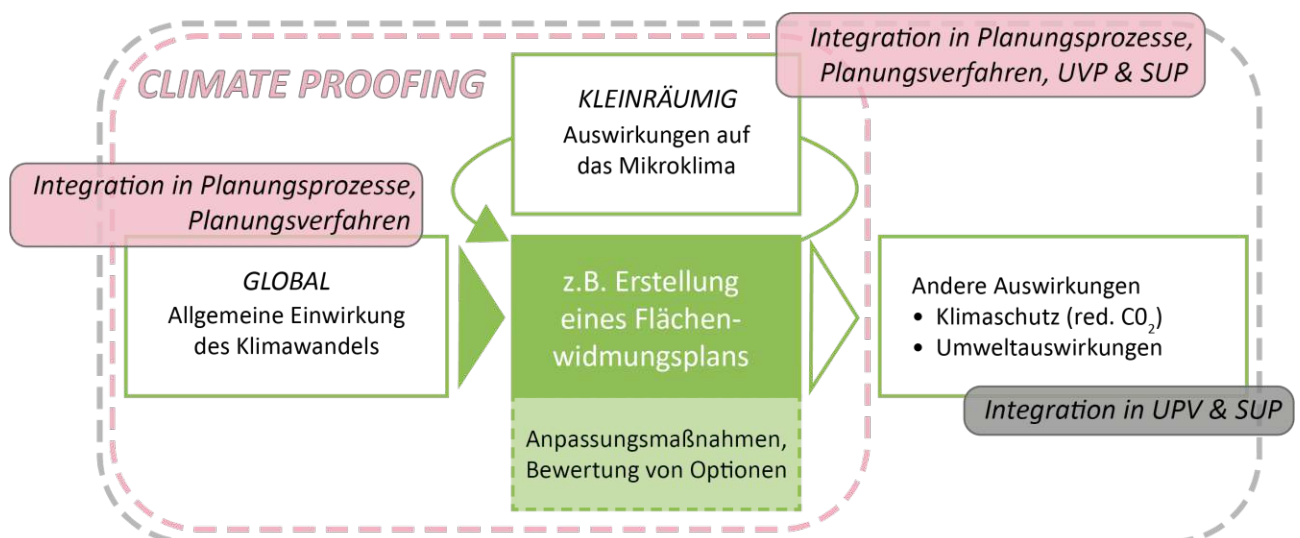 CLIMATE PROOFING
Integration in Planungsprozesse,
Planungsverfahren, UVP & SUP
KLEINRÄUMIG
Auswirkungen auf
das Mikroklima
Integration in Planungsprozesse,
Planungsverfahren
GLOBAL
Allgemeine Einwirkung
des Klimawandels
z.B. Erstellung
eines Flächen-
widmungsplans
Anpassungsmaßnahmen,
Bewertung von Optionen
Andere Auswirkungen
• Klimaschutz (red. C0₂)
• Umweltauswirkungen
Integration in UPV & SUP